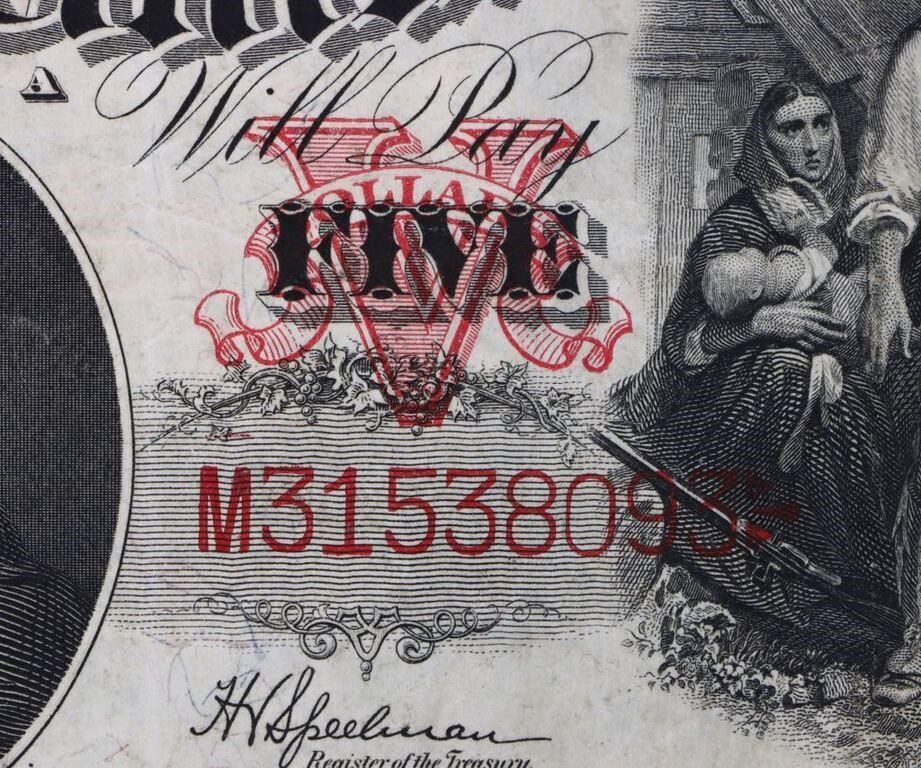 Will Pay
V
DOLLARS
FIVE
M31538093
H V Speelman
Register of the Treasury.